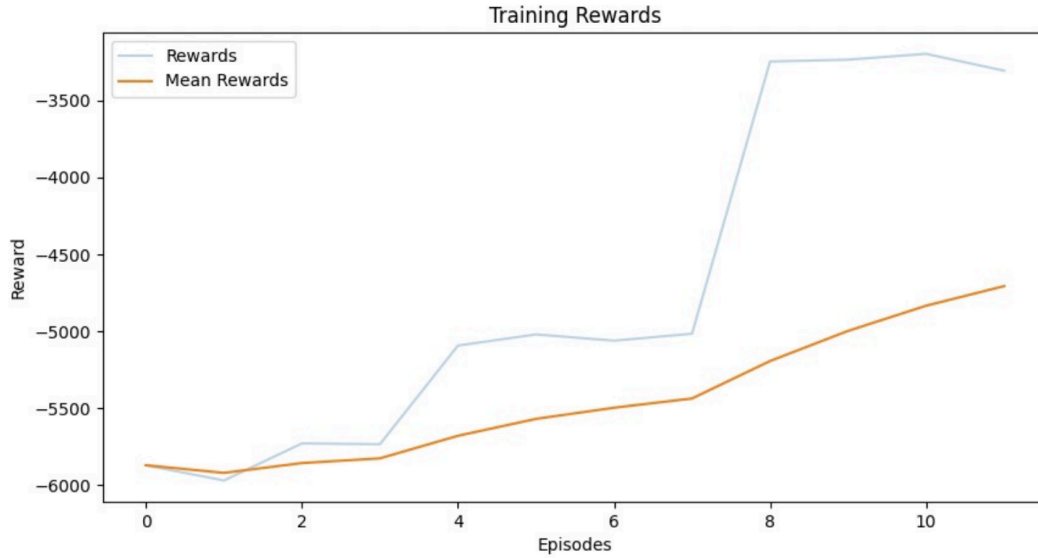 Training Rewards
Rewards
Mean Rewards
−3500
−4000
−4500
−5000
−5500
−6000
Reward
0 2 4 6 8 10
Episodes